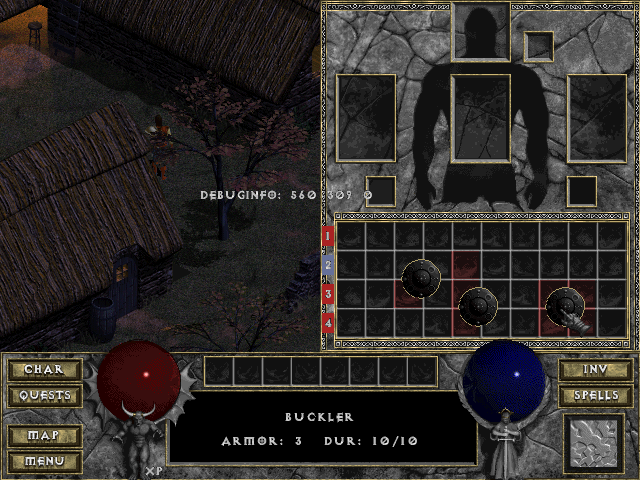 DEBUGINFO: 560 309 0
1
2
3
4
CHAR
QUESTS
MAP
MENU
XP
BUCKLER
ARMOR: 3 DUR: 10/10
INV
SPELLS